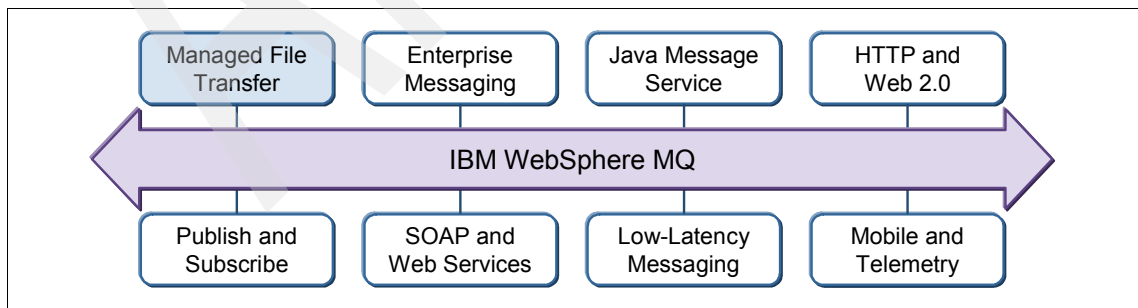 Managed File
Transfer
Enterprise
Messaging
Java Message
Service
HTTP and
Web 2.0
IBM WebSphere MQ
Publish and
Subscribe
SOAP and
Web Services
Low-Latency
Messaging
Mobile and
Telemetry